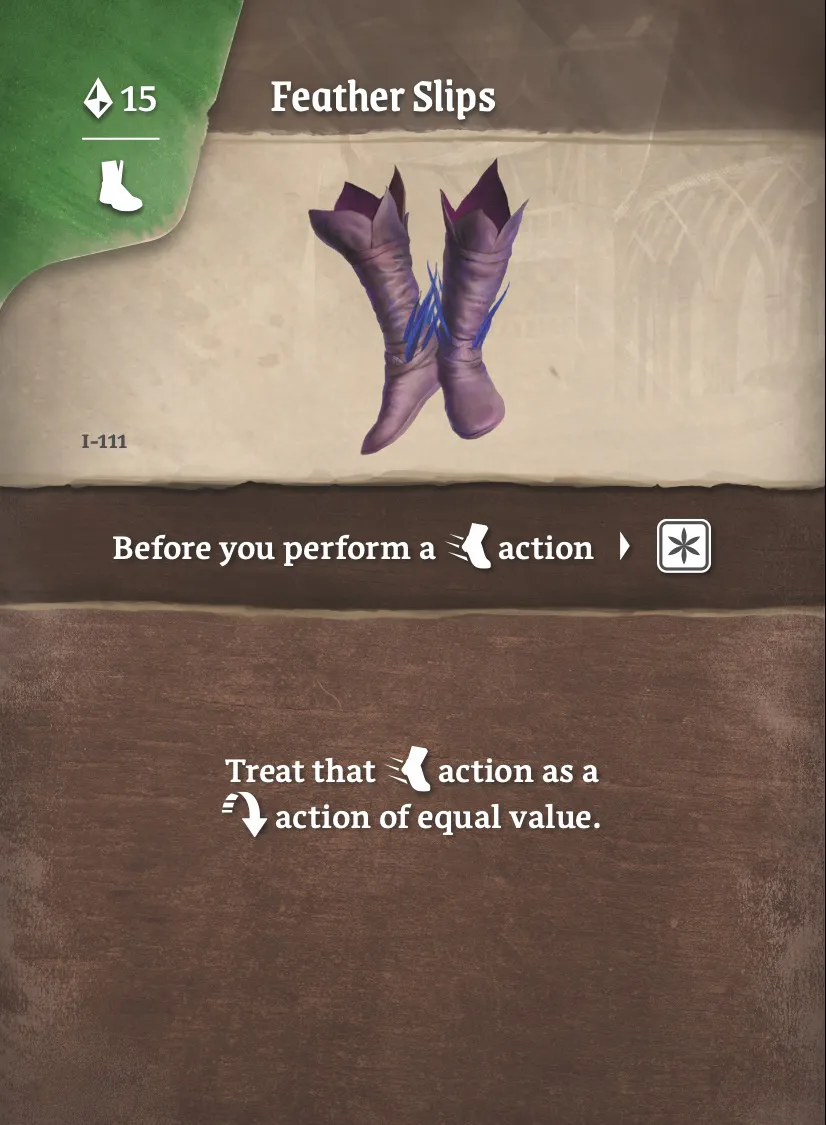 15
Feather Slips
I-111
Before you perform a action
Treat that action as a
action of equal value.